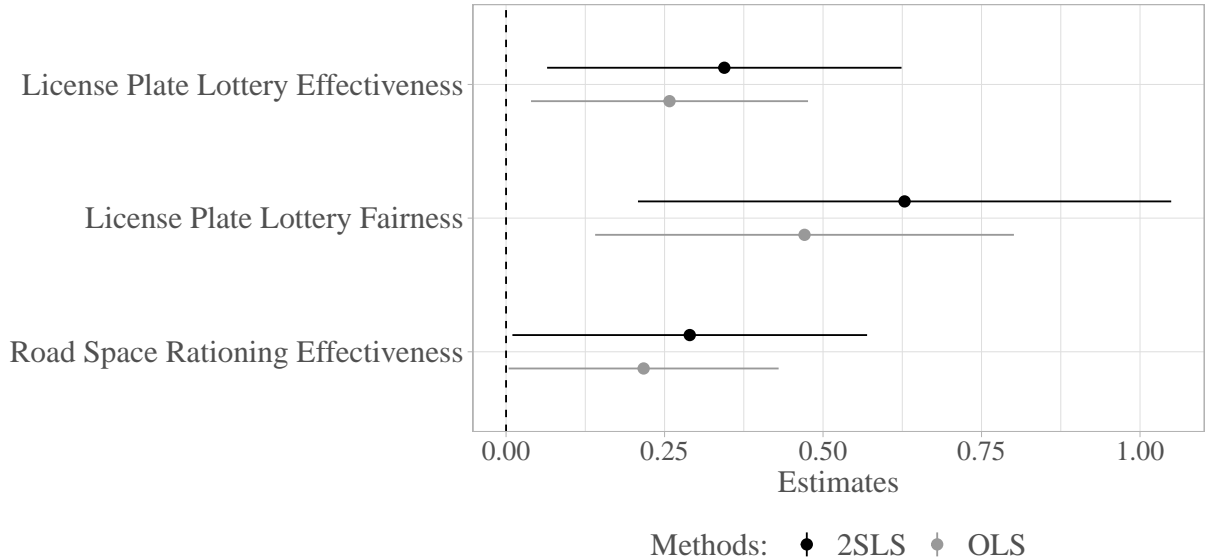 License Plate Lottery Effectiveness
License Plate Lottery Fairness
Road Space Rationing Effectiveness
0.00 0.25 0.50 0.75 1.00
Estimates
Methods: 2SLS OLS